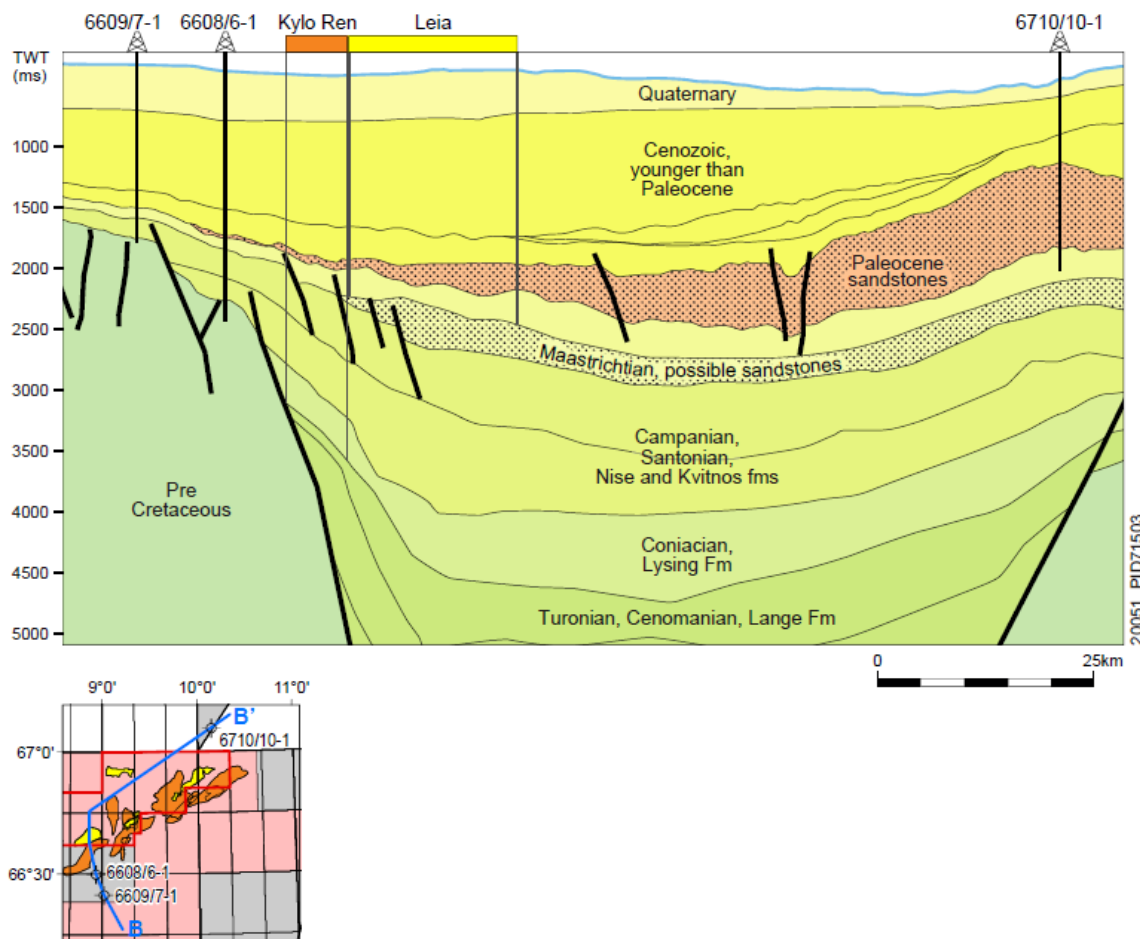 6609/7-1 6608/6-1 Kylo Ren Leia 6710/10-1
TWT
(ms)
Quaternary
1000
Cenozoic,
younger than
Paleocene
1500
2000
Paleocene
sandstones
2500
Maastrichtian, possible sandstones
3000
3500
Campanian,
Santonian,
Nise and Kvitnos fms
Pre
Cretaceous
4000
Coniacian,
Lysing Fm
4500
Turonian, Cenomanian, Lange Fm
5000
20051_PID71503
0 25km
9°0' 10°0' 11°0'
B'
6710/10-1
67°0'
66°30'
6608/6-1
6609/7-1
B